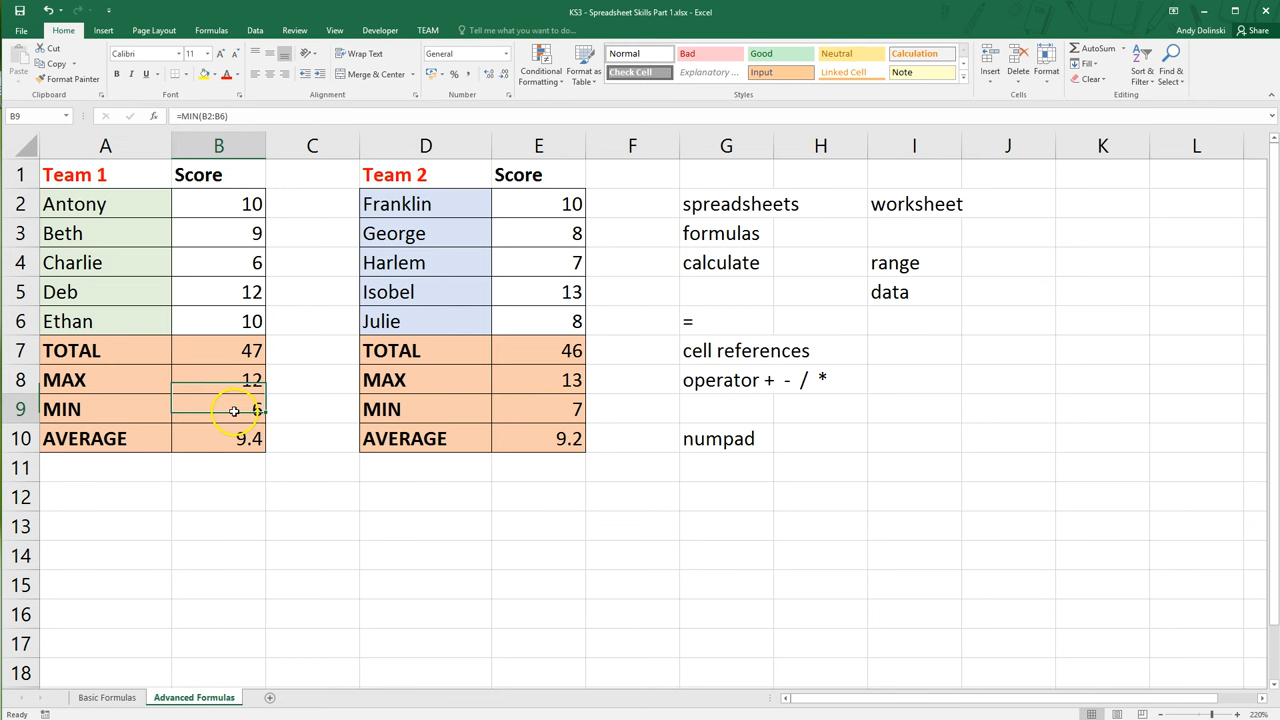 KS3 - Spreadsheet Skills Part 1.xlsx - Excel
File Home Insert Page Layout Formulas Data Review View Developer TEAM Tell me what you want to do... Andy Dolinski Share
Paste
Cut
Copy
Format Painter
Clipboard
Calibri 11
B I U
Font
Wrap Text
Merge & Center
Alignment
General
Number
Conditional Formatting
Format as Table
Normal Bad Good Neutral Calculation
Check Cell Explanatory ... Input Linked Cell Note
Styles
Insert Delete Format
Cells
AutoSum
Fill
Clear
Sort & Filter
Find & Select
Editing
B9 fx =MIN(B2:B6)
A B C D E F G H I J K L
1 Team 1 Score Team 2 Score
2 Antony 10 Franklin 10 spreadsheets worksheet
3 Beth 9 George 8 formulas
4 Charlie 6 Harlem 7 calculate range
5 Deb 12 Isobel 13 data
6 Ethan 10 Julie 8 =
7 TOTAL 47 TOTAL 46 cell references
8 MAX 12 MAX 13 operator + - / *
9 MIN 6 MIN 7
10 AVERAGE 9.4 AVERAGE 9.2 numpad
11
12
13
14
15
16
17
18
Basic Formulas Advanced Formulas
Ready 220%